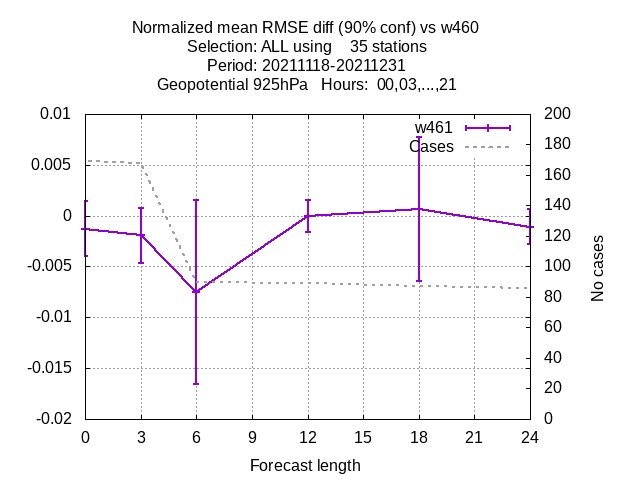 Normalized mean RMSE diff (90% conf) vs w460
Selection: ALL using    35 stations
Period: 20211118-20211231
Geopotential 925hPa   Hours:  00,03,...,21
w461
Cases
0.01
0.005
0
-0.005
-0.01
-0.015
-0.02
200
180
160
140
120
100
80
60
40
20
0
No cases
0 3 6 9 12 15 18 21 24
Forecast length